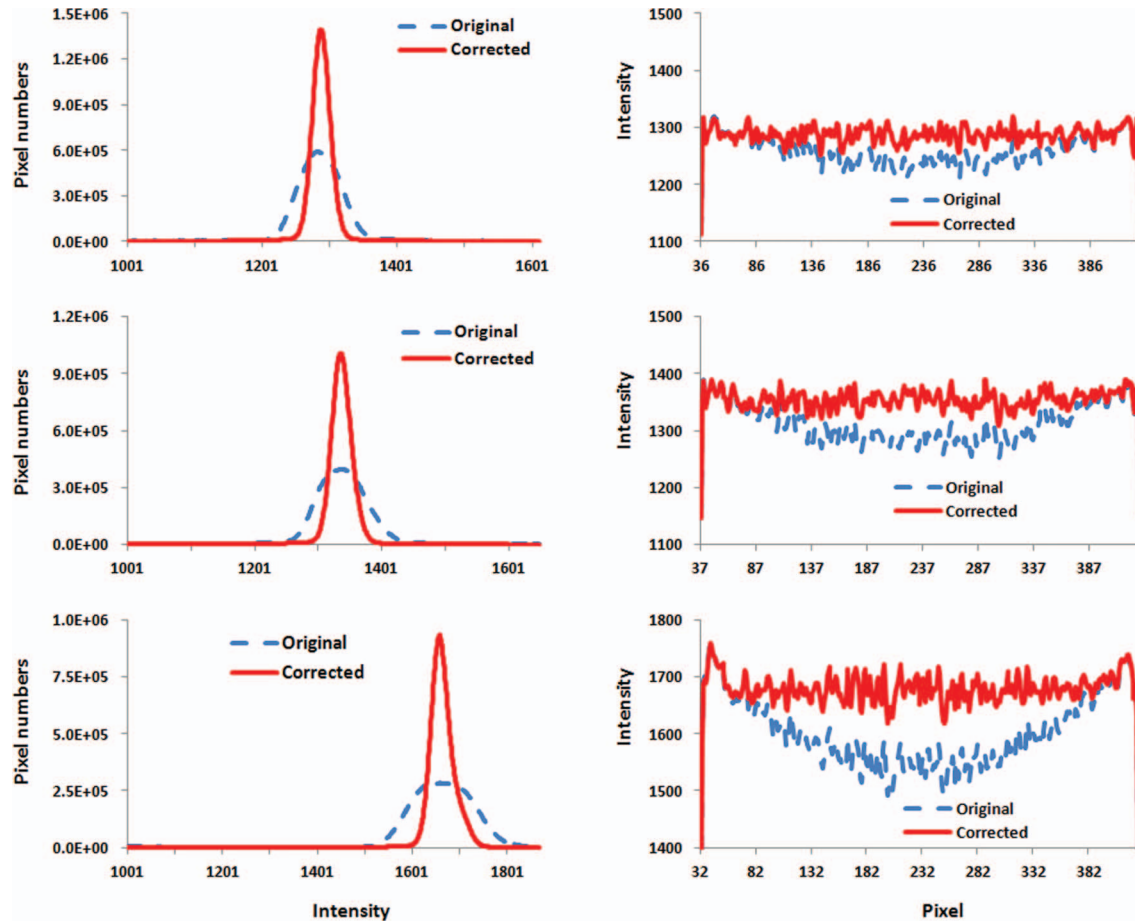 1.5E+06
1.2E+06
9.0E+05
6.0E+05
3.0E+05
0.0E+00
Pixel numbers
Original
Corrected
1001
1201
1401
1601
1500
1400
1300
1200
1100
Intensity
Original
Corrected
36
86
136
186
236
286
336
386
1.2E+06
9.0E+05
6.0E+05
3.0E+05
0.0E+00
Pixel numbers
Original
Corrected
1001
1201
1401
1601
1500
1400
1300
1200
1100
Intensity
Original
Corrected
37
87
137
187
237
287
337
387
1.0E+06
7.5E+05
5.0E+05
2.5E+05
0.0E+00
Pixel numbers
Original
Corrected
1001
1201
1401
1601
1801
Intensity
1800
1700
1600
1500
1400
Intensity
Original
Corrected
32
82
132
182
232
282
332
382
Pixel